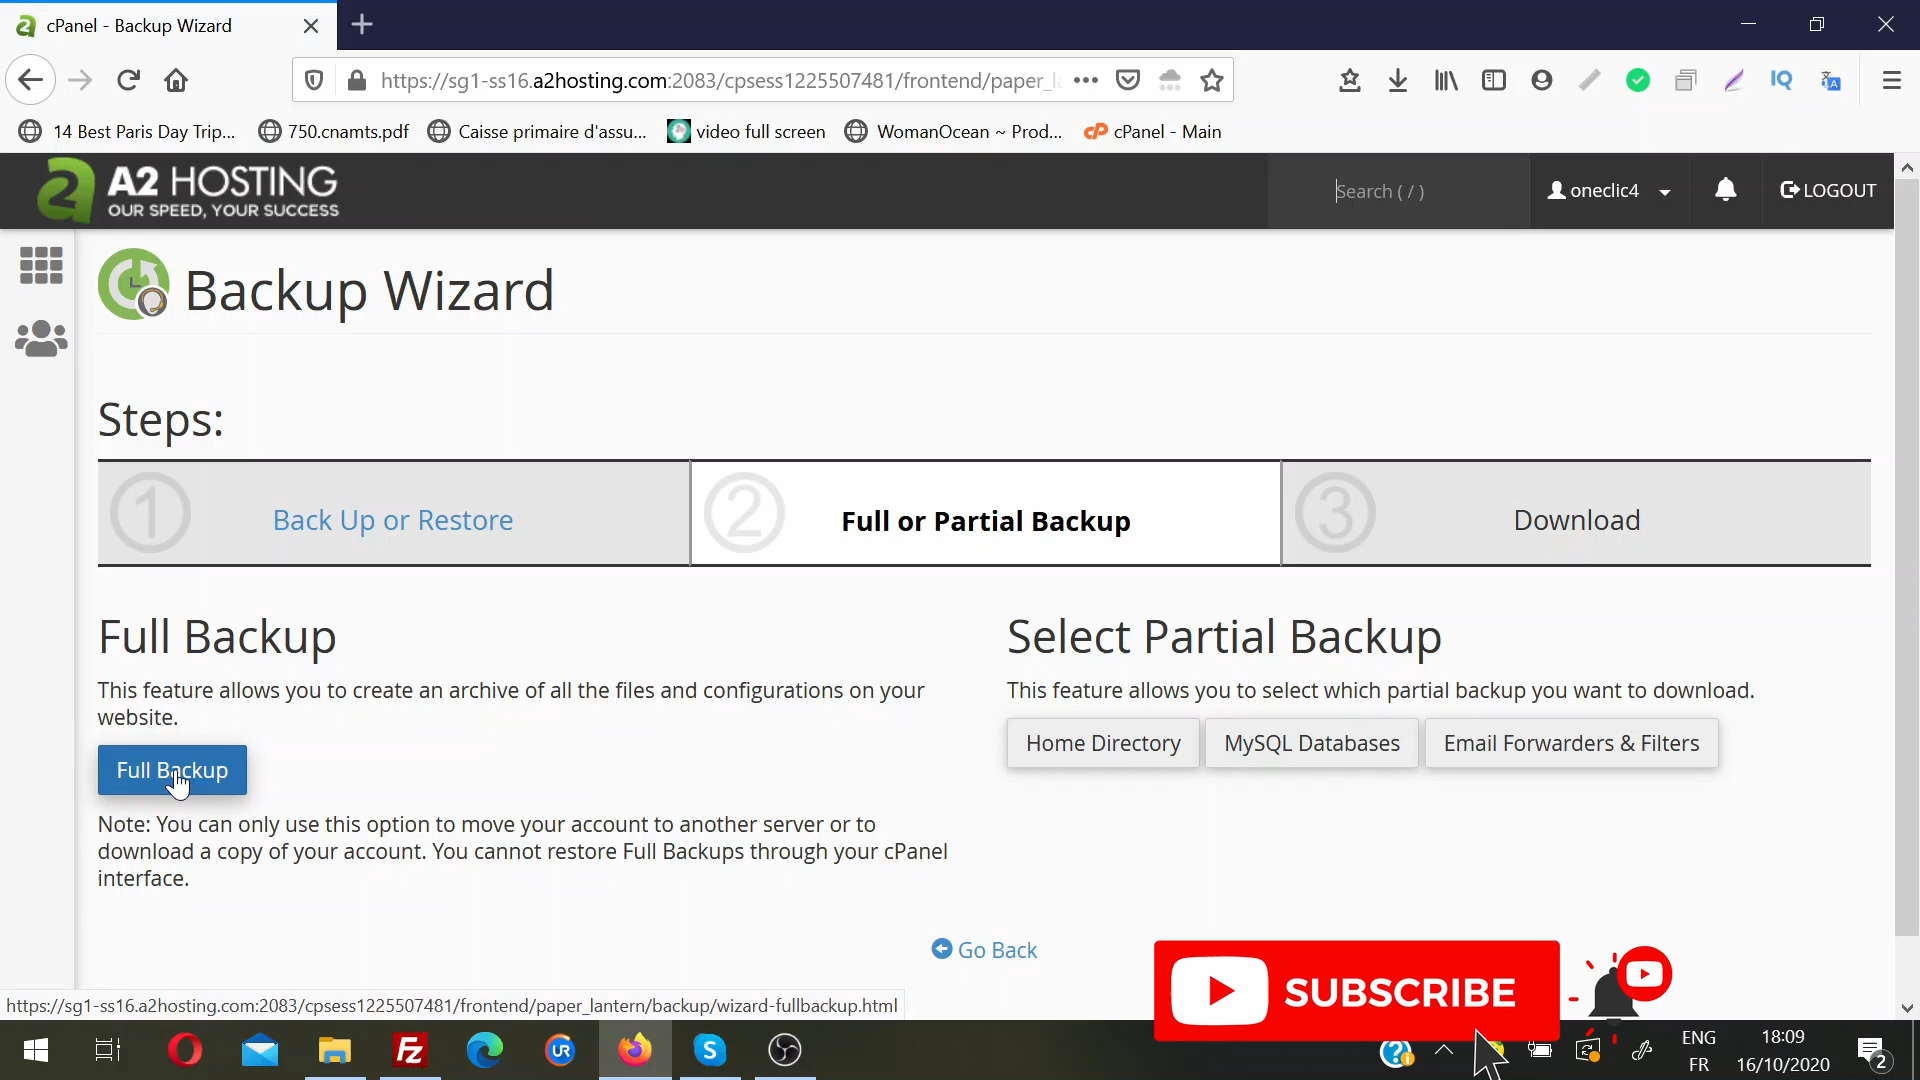 cPanel - Backup Wizard
https://sg1-ss16.a2hosting.com:2083/cpsess1225507481/frontend/paper_l
14 Best Paris Day Trip...
750.cnamts.pdf
Caisse primaire d'assu...
video full screen
WomanOcean ~ Prod...
cPanel - Main
A2 HOSTING
OUR SPEED, YOUR SUCCESS
Search ( / )
oneclic4
LOGOUT
Backup Wizard
Steps:
1 Back Up or Restore
2 Full or Partial Backup
3 Download
Full Backup
This feature allows you to create an archive of all the files and configurations on your
website.
Full Backup
Note: You can only use this option to move your account to another server or to
download a copy of your account. You cannot restore Full Backups through your cPanel
interface.
Select Partial Backup
This feature allows you to select which partial backup you want to download.
Home Directory
MySQL Databases
Email Forwarders & Filters
Go Back
SUBSCRIBE
https://sg1-ss16.a2hosting.com:2083/cpsess1225507481/frontend/paper_lantern/backup/wizard-fullbackup.html
ENG
FR
18:09
16/10/2020
2